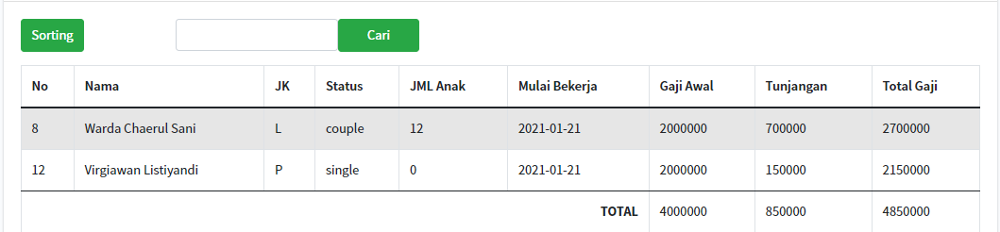 Sorting Cari
No Nama JK Status JML Anak Mulai Bekerja Gaji Awal Tunjangan Total Gaji
8 Warda Chaerul Sani L couple 12 2021-01-21 2000000 700000 2700000
12 Virgiawan Listiyandi P single 0 2021-01-21 2000000 150000 2150000
TOTAL 4000000 850000 4850000